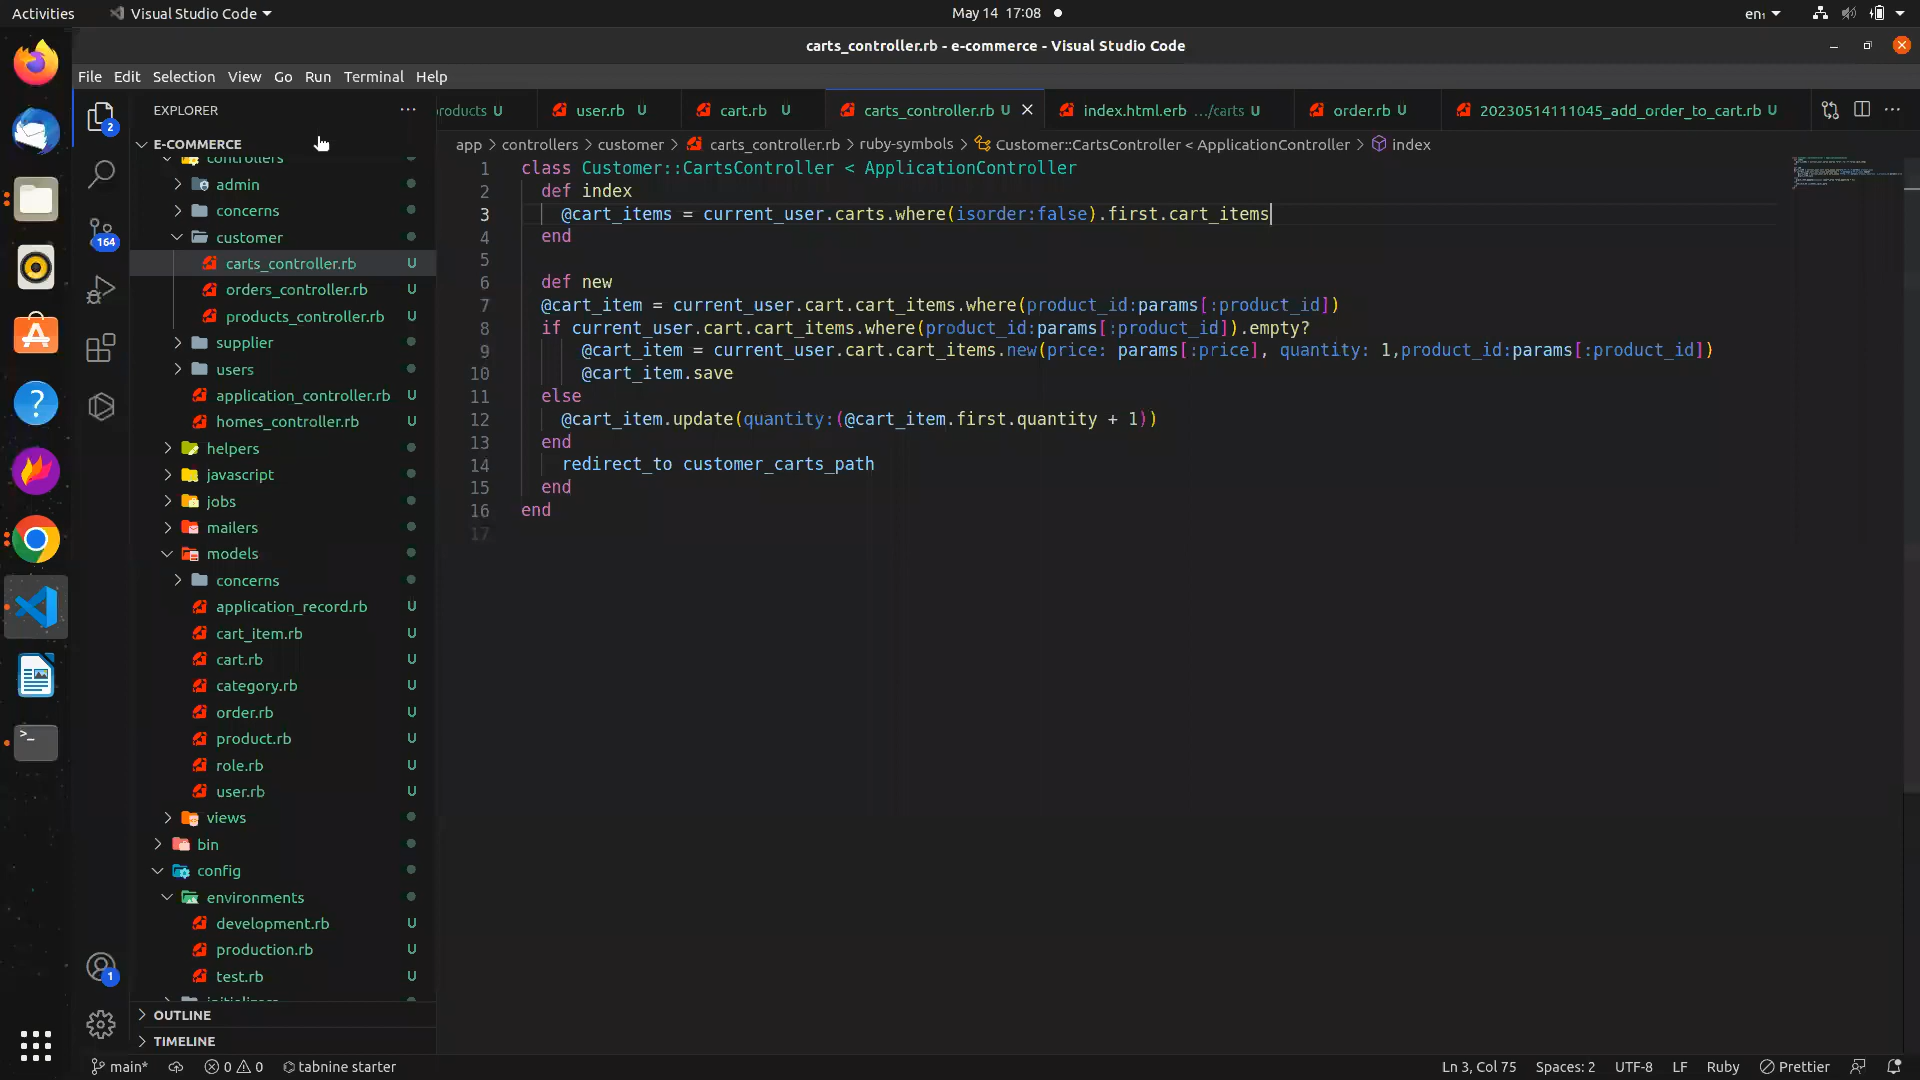 Activities
Visual Studio Code
May 14 17:08
en₁
carts_controller.rb - e-commerce - Visual Studio Code
File Edit Selection View Go Run Terminal Help
EXPLORER
roducts U
user.rb U
cart.rb U
carts_controller.rb U
index.html.erb .../carts U
order.rb U
20230514111045_add_order_to_cart.rb U
app > controllers > customer > carts_controller.rb > ruby-symbols > Customer::CartsController < ApplicationController > index
E-COMMERCE
controllers
admin
concerns
customer
carts_controller.rb U
orders_controller.rb U
products_controller.rb U
supplier
users
application_controller.rb U
homes_controller.rb U
helpers
javascript
jobs
mailers
models
concerns
application_record.rb U
cart_item.rb U
cart.rb U
category.rb U
order.rb U
product.rb U
role.rb U
user.rb U
views
bin
config
environments
development.rb U
production.rb U
test.rb U
OUTLINE
TIMELINE
2
164
1
1 class Customer::CartsController < ApplicationController
2 def index
3 @cart_items = current_user.carts.where(isorder:false).first.cart_items
4 end
5
6 def new
7 @cart_item = current_user.cart.cart_items.where(product_id:params[:product_id])
8 if current_user.cart.cart_items.where(product_id:params[:product_id]).empty?
9 @cart_item = current_user.cart.cart_items.new(price: params[:price], quantity: 1,product_id:params[:product_id])
10 @cart_item.save
11 else
12 @cart_item.update(quantity:(@cart_item.first.quantity + 1))
13 end
14 redirect_to customer_carts_path
15 end
16 end
17
main* 0 0 tabnine starter
Ln 3, Col 75 Spaces: 2 UTF-8 LF Ruby Prettier